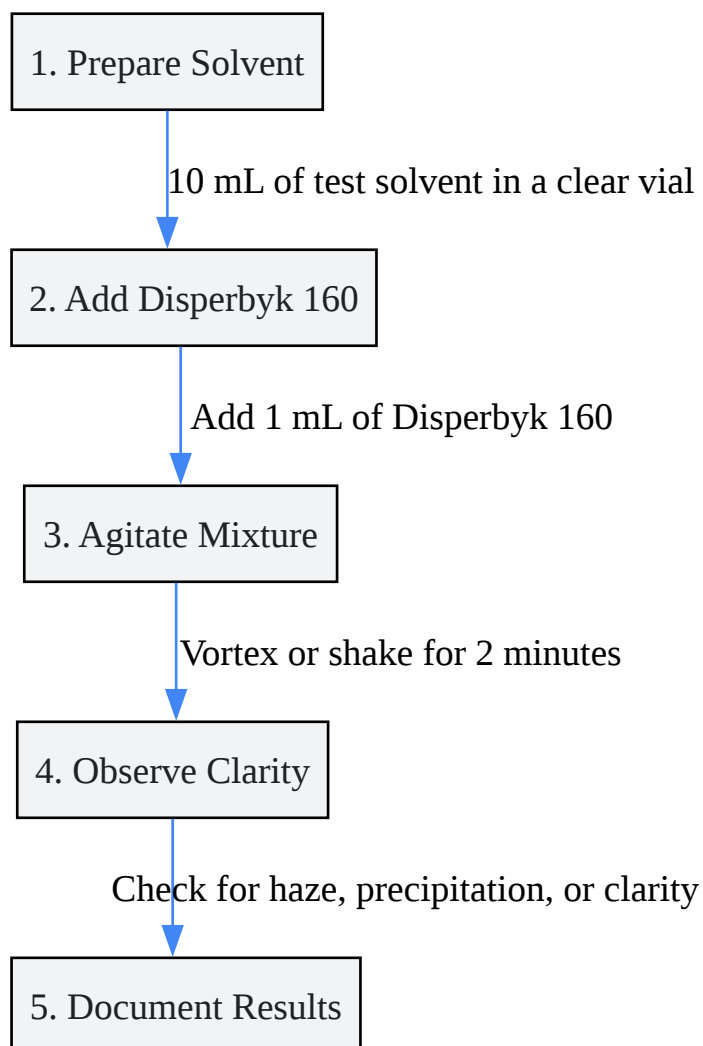 1. Prepare Solvent
10 mL of test solvent in a clear vial
2. Add Disperbyk 160
Add 1 mL of Disperbyk 160
3. Agitate Mixture
Vortex or shake for 2 minutes
4. Observe Clarity
Check for haze, precipitation, or clarity
5. Document Results